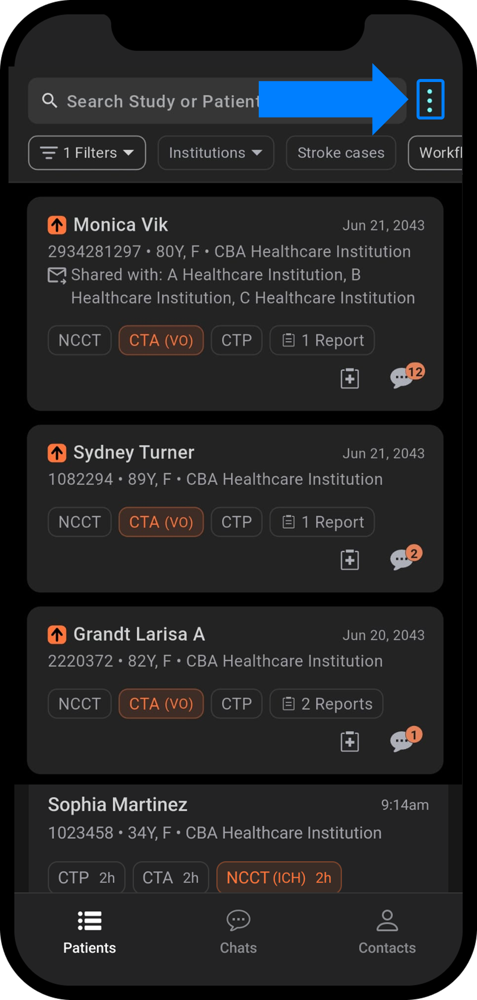 Search Study or Patient
1 Filters
Institutions
Stroke cases
Workfl
Monica Vik
Jun 21, 2043
2934281297 • 80Y, F • CBA Healthcare Institution
Shared with: A Healthcare Institution, B
Healthcare Institution, C Healthcare Institution
NCCT
CTA (VO)
CTP
1 Report
12
Sydney Turner
Jun 21, 2043
1082294 • 89Y, F • CBA Healthcare Institution
NCCT
CTA (VO)
CTP
1 Report
2
Grandt Larisa A
Jun 20, 2043
2220372 • 82Y, F • CBA Healthcare Institution
NCCT
CTA (VO)
CTP
2 Reports
1
Sophia Martinez
9:14am
1023458 • 34Y, F • CBA Healthcare Institution
CTP 2h
CTA 2h
NCCT (ICH) 2h
Patients
Chats
Contacts